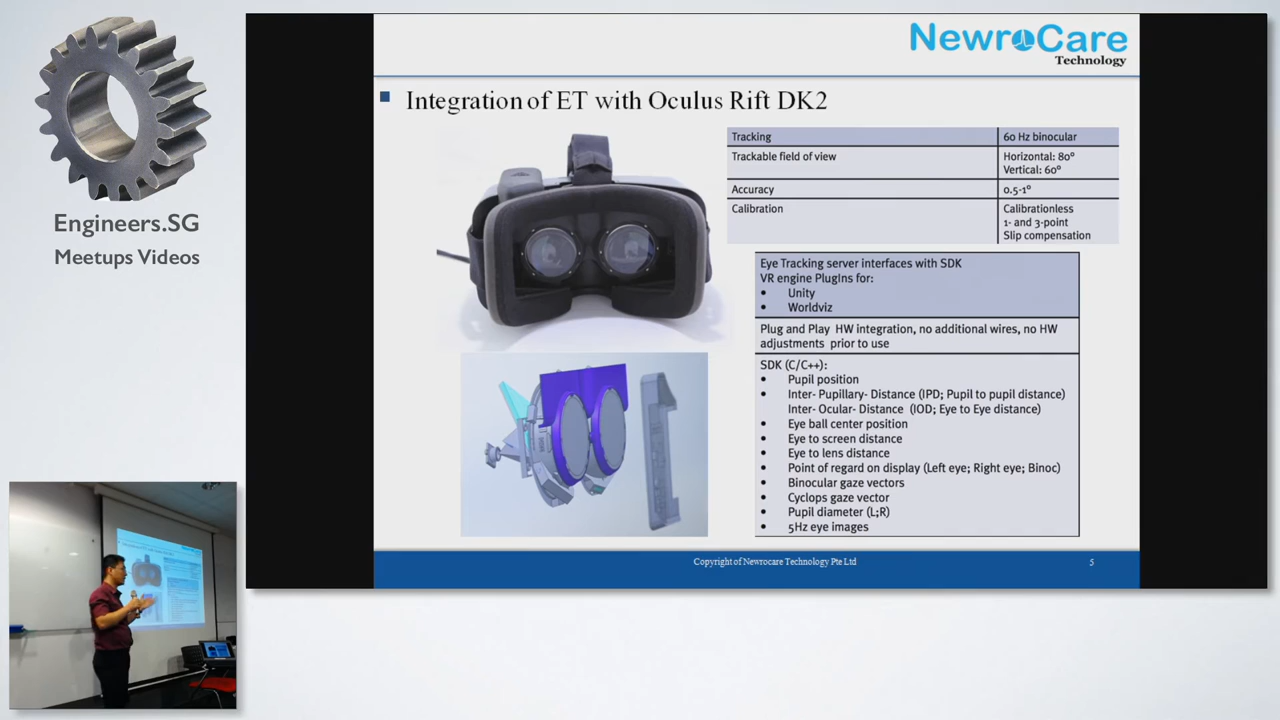 Engineers.SG
Meetups Videos
NewroCare
Technology
Integration of ET with Oculus Rift DK2
Tracking
60 Hz binocular
Trackable field of view
Horizontal: 80°
Vertical: 60°
Accuracy
0.5-1°
Calibration
Calibrationless
1- and 3-point
Slip compensation
Eye Tracking server interfaces with SDK
VR engine PlugIns for:
• Unity
• Worldviz
Plug and Play HW integration, no additional wires, no HW
adjustments prior to use
SDK (C/C++):
• Pupil position
• Inter- Pupillary- Distance (IPD; Pupil to pupil distance)
Inter- Ocular- Distance (IOD; Eye to Eye distance)
• Eye ball center position
• Eye to screen distance
• Eye to lens distance
• Point of regard on display (Left eye; Right eye; Binoc)
• Binocular gaze vectors
• Cyclops gaze vector
• Pupil diameter (L;R)
• 5Hz eye images
Copyright of Newrocare Technology Pte Ltd
5